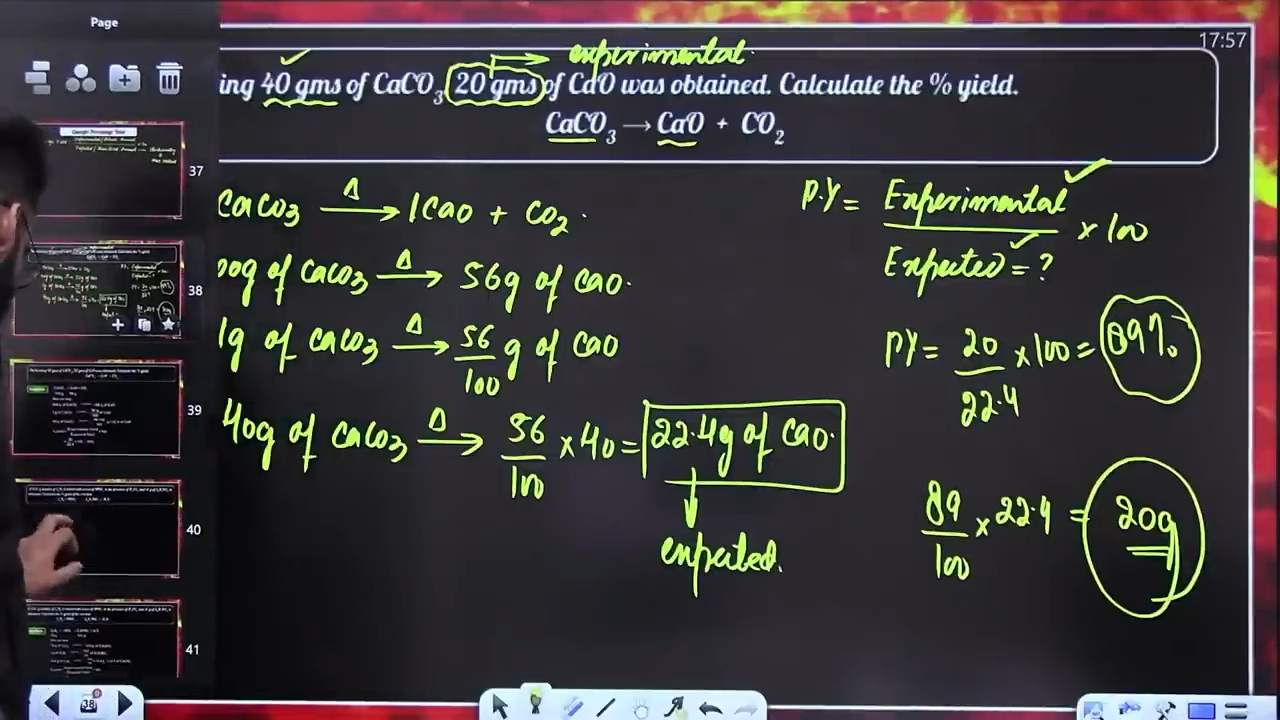 Page
17:57
experimental.
ing 40 gms of CaCO3 20 gms of CaO was obtained. Calculate the % yield.
CaCO3 → CaO + CO2
CaCO3 Δ→ 1CaO + CO2.
00g of CaCO3 Δ→ 56g of CaO.
1g of CaCO3 Δ→ 56/100 g of CaO
40g of CaCO3 Δ→ 56/100 × 40 = 22.4g of CaO.
expected.
P.Y = Experimental/Expected = ? × 100
PY = 20/22.4 × 100 = 89%
89/100 × 22.4 = 20g
37
38
39
40
41
38